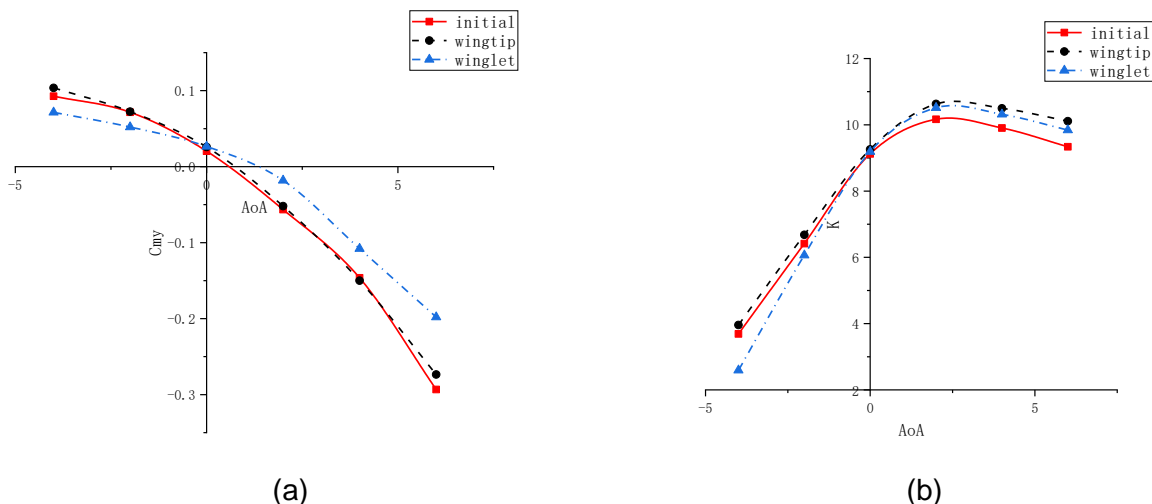 initial
wingtip
winglet
0.1
0.0
-5
0
5
AoA
Cmy
-0.1
-0.2
-0.3
(a)
initial
wingtip
winglet
12
10
8
K
6
4
2
-5
0
5
AoA
(b)